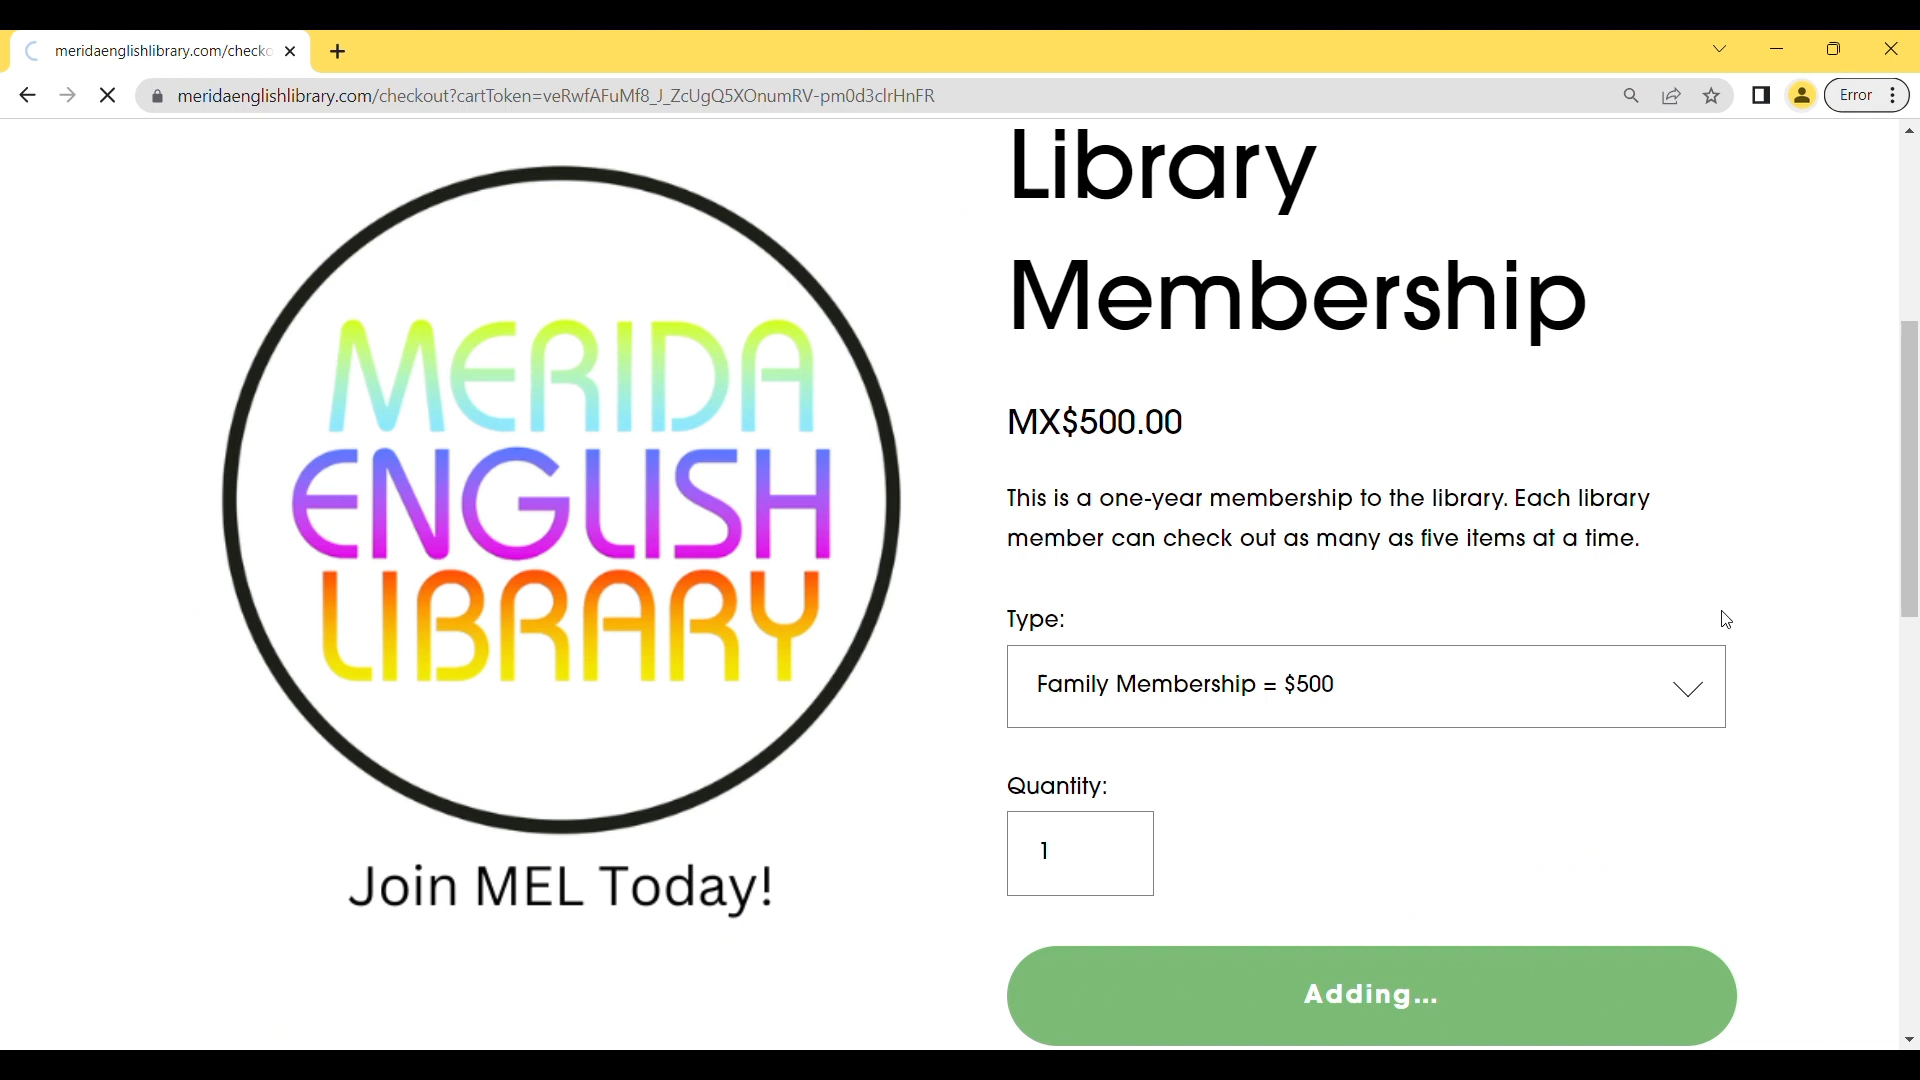 meridaenglishlibrary.com/checko
meridaenglishlibrary.com/checkout?cartToken=veRwfAFuMf8_J_ZcUgQ5XOnumRV-pm0d3clrHnFR
Error
MERIDA
ENGLISH
LIBRARY
Join MEL Today!
Library
Membership
MX$500.00
This is a one-year membership to the library. Each library
member can check out as many as five items at a time.
Type:
Family Membership = $500
Quantity:
1
Adding...